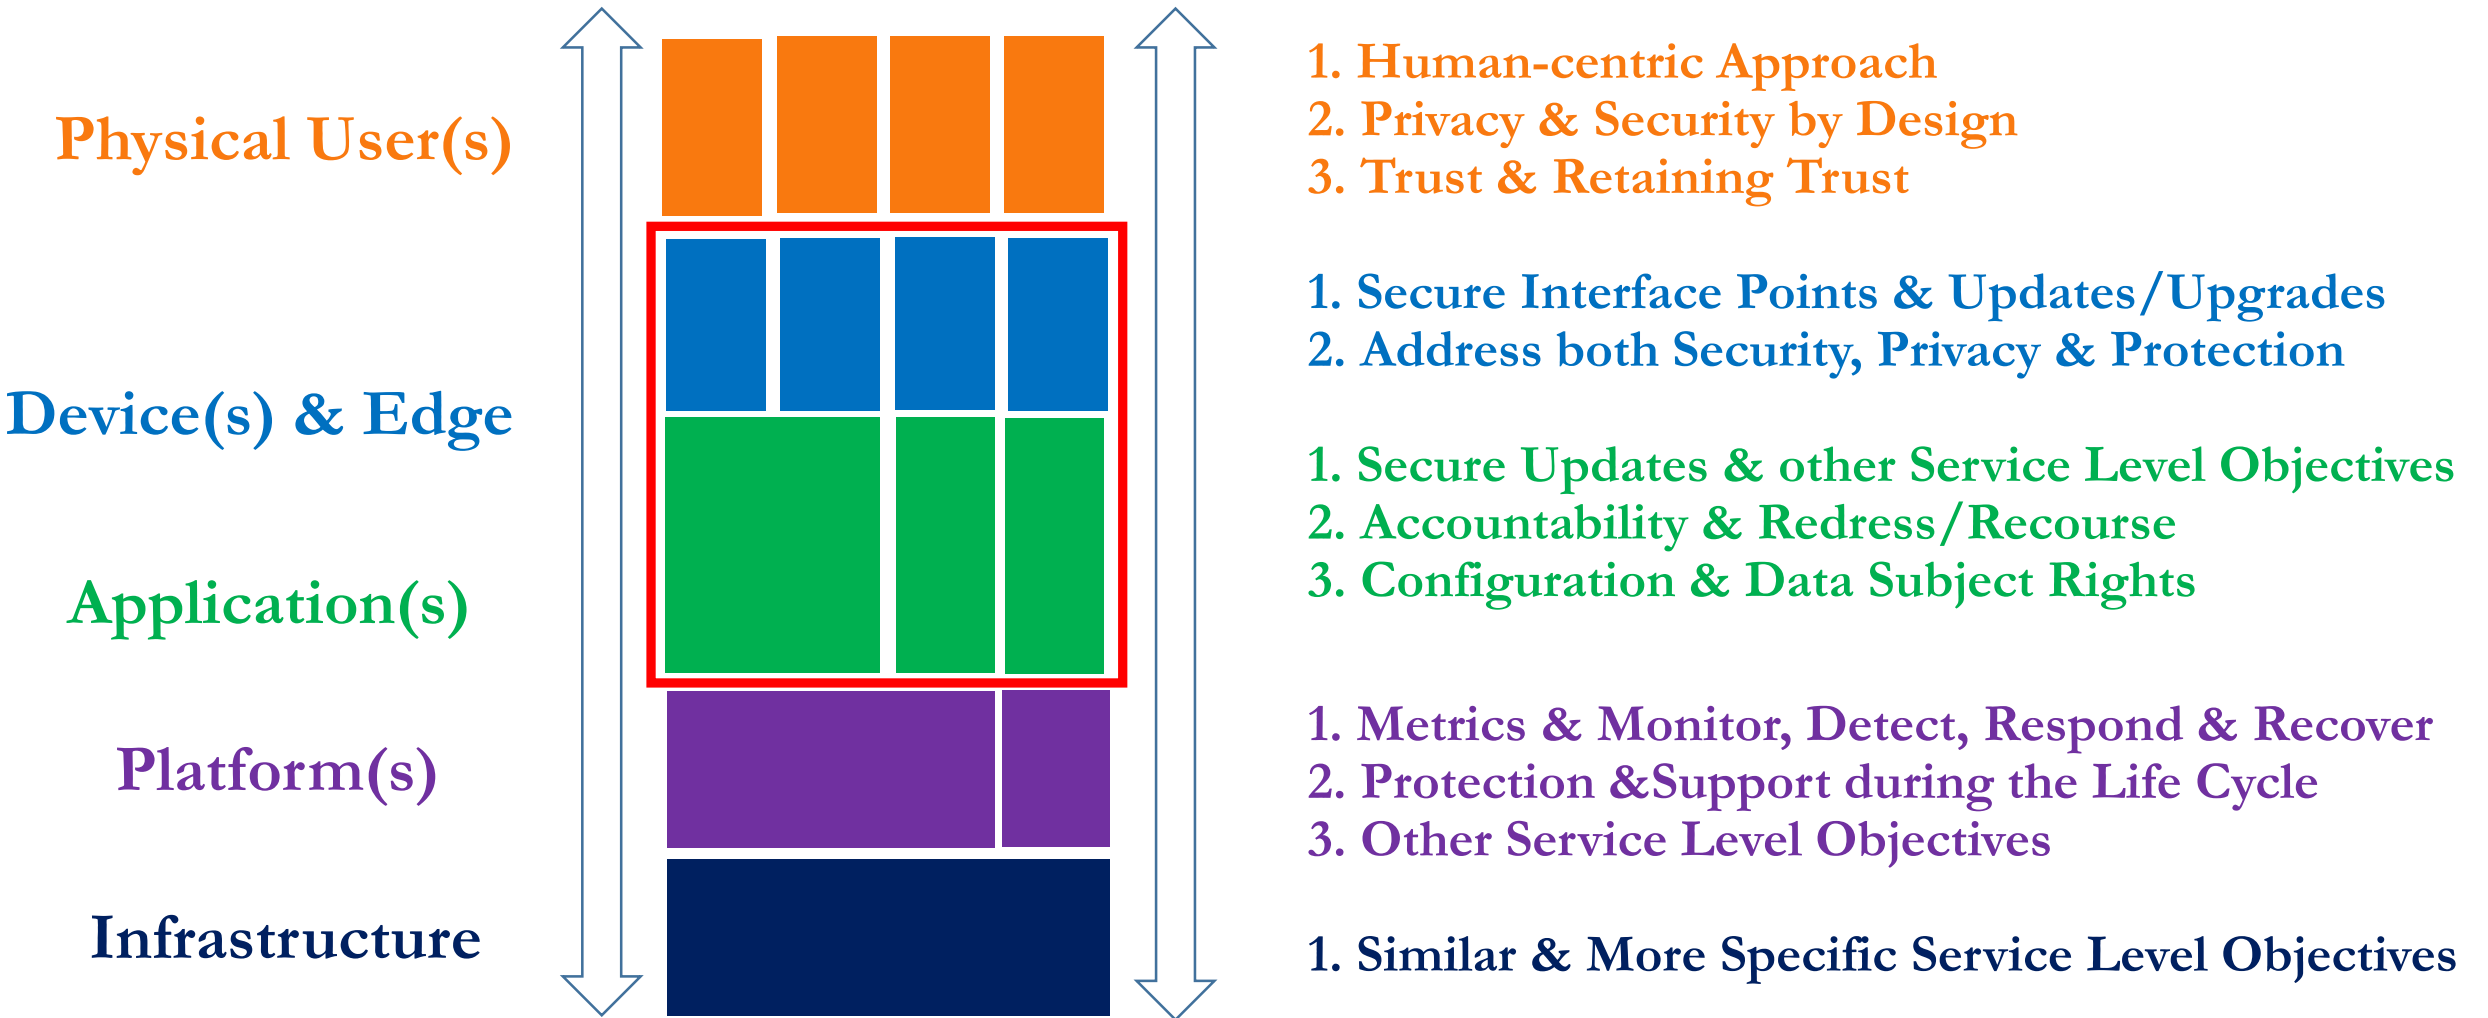 Physical User(s)
1. Human-centric Approach
2. Privacy & Security by Design
3. Trust & Retaining Trust
Device(s) & Edge
1. Secure Interface Points & Updates/Upgrades
2. Address both Security, Privacy & Protection
Application(s)
1. Secure Updates & other Service Level Objectives
2. Accountability & Redress/Recourse
3. Configuration & Data Subject Rights
Platform(s)
1. Metrics & Monitor, Detect, Respond & Recover
2. Protection &Support during the Life Cycle
3. Other Service Level Objectives
Infrastructure
1. Similar & More Specific Service Level Objectives